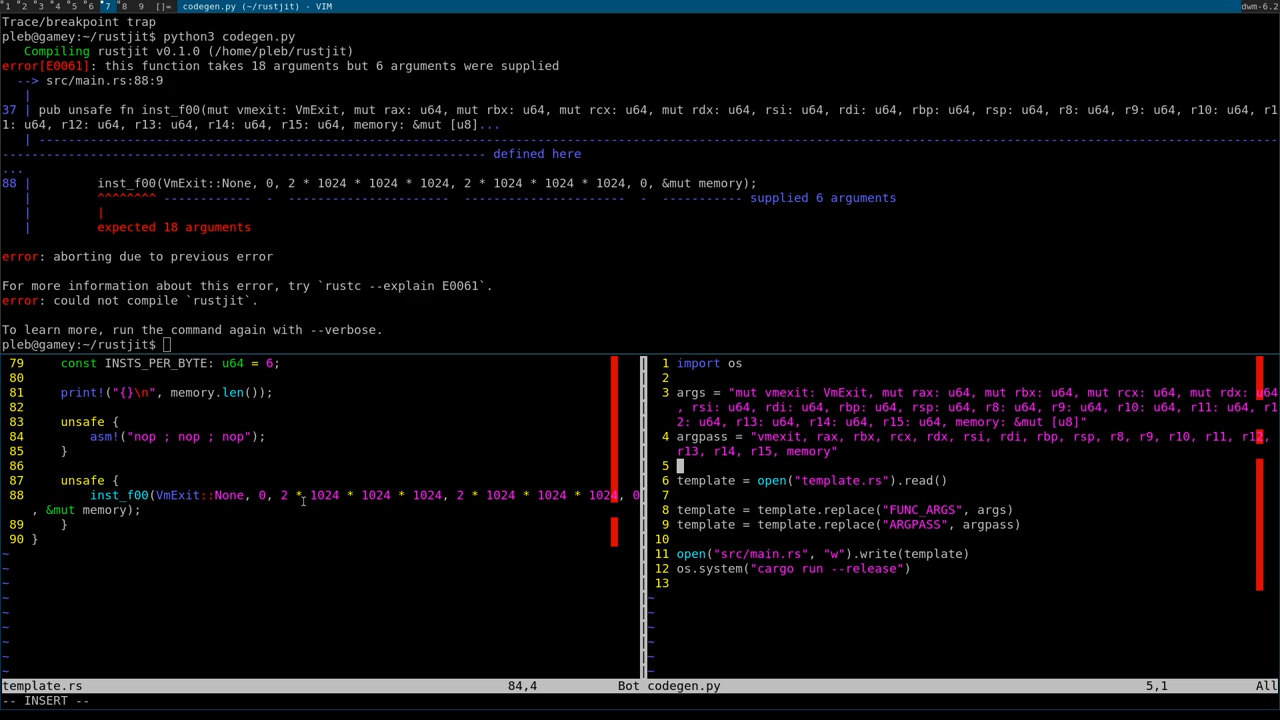 1 2 3 4 5 6 7 8 9 []= codegen.py (~/rustjit) - VIM dwm-6.2
Trace/breakpoint trap
pleb@gamey:~/rustjit$ python3 codegen.py
Compiling rustjit v0.1.0 (/home/pleb/rustjit)
error[E0061]: this function takes 18 arguments but 6 arguments were supplied
--> src/main.rs:88:9
|
37 | pub unsafe fn inst_f00(mut vmexit: VmExit, mut rax: u64, mut rbx: u64, mut rcx: u64, mut rdx: u64, rsi: u64, rdi: u64, rbp: u64, rsp: u64, r8: u64, r9: u64, r10: u64, r1
1: u64, r12: u64, r13: u64, r14: u64, r15: u64, memory: &mut [u8]...
| ----------------------------------------------------------------------------------------------------------------------------------------------------------------------
----------------------------------------------------------------- defined here
...
88 | inst_f00(VmExit::None, 0, 2 * 1024 * 1024 * 1024, 2 * 1024 * 1024 * 1024, 0, &mut memory);
| ^^^^^^^^ ------------ - ---------------------- ---------------------- - ----------- supplied 6 arguments
| |
| expected 18 arguments
error: aborting due to previous error
For more information about this error, try `rustc --explain E0061`.
error: could not compile `rustjit`.
To learn more, run the command again with --verbose.
pleb@gamey:~/rustjit$
79 const INSTS_PER_BYTE: u64 = 6;
80
81 print!("{}\n", memory.len());
82
83 unsafe {
84 asm!("nop ; nop ; nop");
85 }
86
87 unsafe {
88 inst_f00(VmExit::None, 0, 2 * 1024 * 1024 * 1024, 2 * 1024 * 1024 * 1024, 0
, &mut memory);
89 }
90 }
~
~
~
~
~
~
~
~
~
template.rs 84,4 Bot
-- INSERT --
1 import os
2
3 args = "mut vmexit: VmExit, mut rax: u64, mut rbx: u64, mut rcx: u64, mut rdx: u64
, rsi: u64, rdi: u64, rbp: u64, rsp: u64, r8: u64, r9: u64, r10: u64, r11: u64, r1
2: u64, r13: u64, r14: u64, r15: u64, memory: &mut [u8]"
4 argpass = "vmexit, rax, rbx, rcx, rdx, rsi, rdi, rbp, rsp, r8, r9, r10, r11, r12,
r13, r14, r15, memory"
5
6 template = open("template.rs").read()
7
8 template = template.replace("FUNC_ARGS", args)
9 template = template.replace("ARGPASS", argpass)
10
11 open("src/main.rs", "w").write(template)
12 os.system("cargo run --release")
13
~
~
~
~
~
~
codegen.py 5,1 All